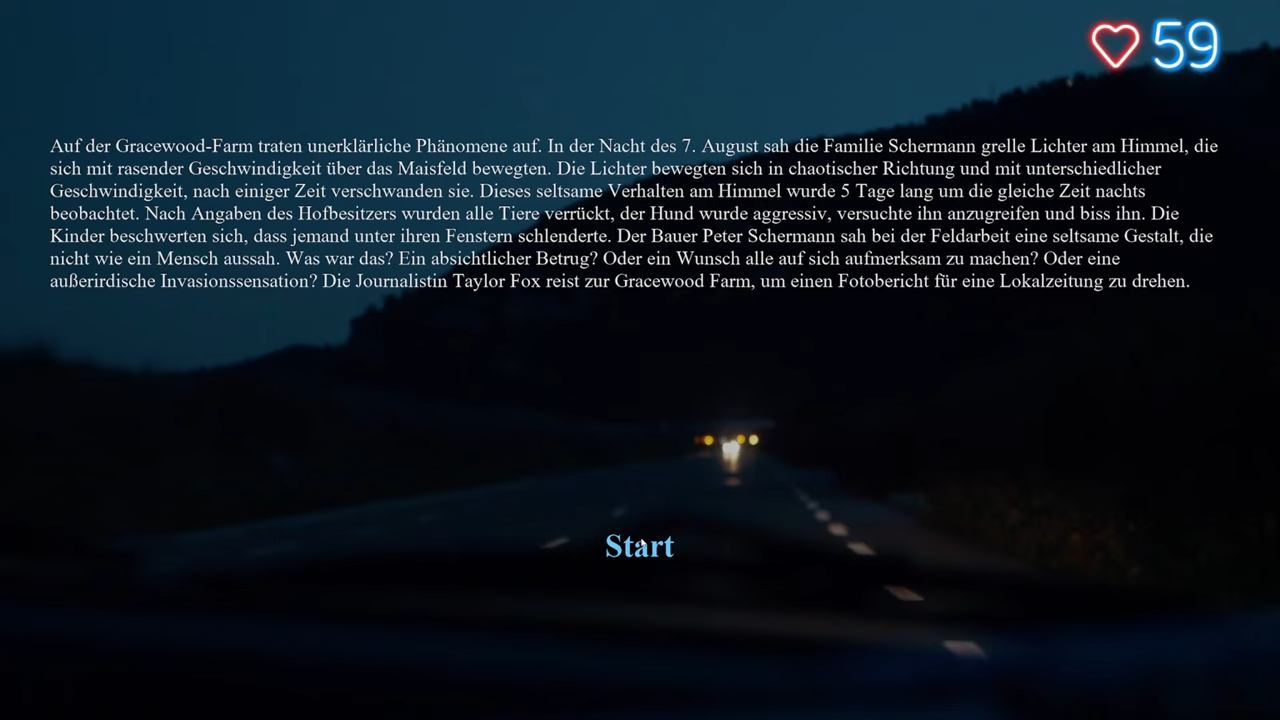 59
Auf der Gracewood-Farm traten unerklärliche Phänomene auf. In der Nacht des 7. August sah die Familie Schermann grelle Lichter am Himmel, die
sich mit rasender Geschwindigkeit über das Maisfeld bewegten. Die Lichter bewegten sich in chaotischer Richtung und mit unterschiedlicher
Geschwindigkeit, nach einiger Zeit verschwanden sie. Dieses seltsame Verhalten am Himmel wurde 5 Tage lang um die gleiche Zeit nachts
beobachtet. Nach Angaben des Hofbesitzers wurden alle Tiere verrückt, der Hund wurde aggressiv, versuchte ihn anzugreifen und biss ihn. Die
Kinder beschwerten sich, dass jemand unter ihren Fenstern schlenderte. Der Bauer Peter Schermann sah bei der Feldarbeit eine seltsame Gestalt, die
nicht wie ein Mensch aussah. Was war das? Ein absichtlicher Betrug? Oder ein Wunsch alle auf sich aufmerksam zu machen? Oder eine
außerirdische Invasionssensation? Die Journalistin Taylor Fox reist zur Gracewood Farm, um einen Fotobericht für eine Lokalzeitung zu drehen.
Start